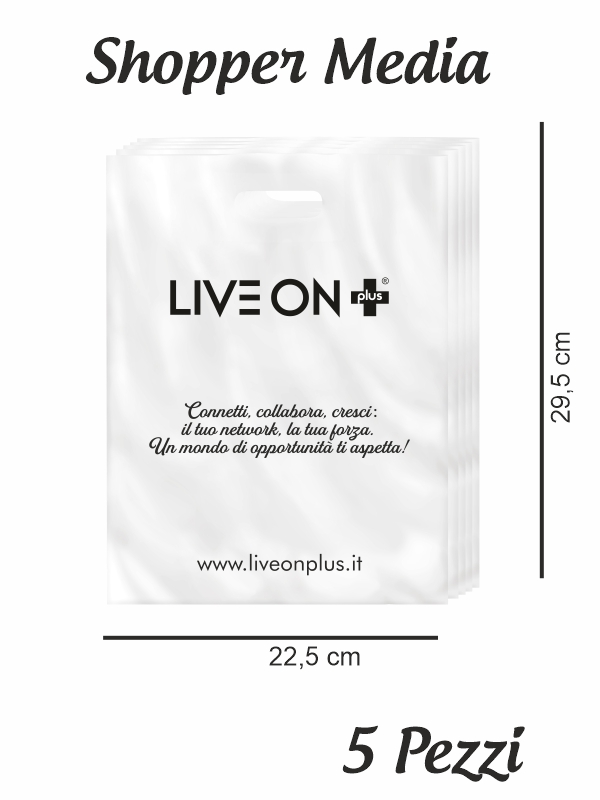 Shopper Media
LIVE ON plus®
29,5 cm
Connetti, collabora, cresci:
il tuo network, la tua forza.
Un mondo di opportunità ti aspetta!
www.liveonplus.it
22,5 cm
5 Pezzi